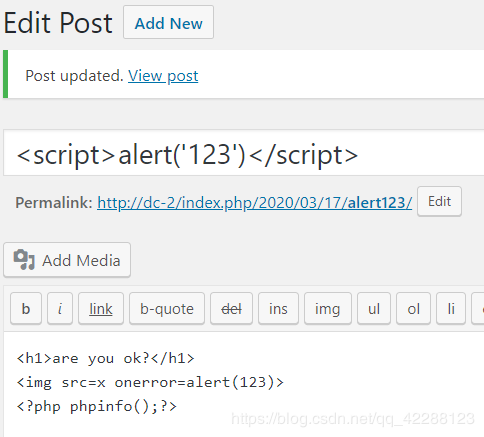 Edit Post Add New
Post updated. View post
<script>alert('123')</script>
Permalink: http://dc-2/index.php/2020/03/17/alert123/ Edit
Add Media
b i link b-quote del ins img ul ol li
<h1>are you ok?</h1>
<img src=x onerror=alert(123)>
<?php phpinfo();?>
https://blog.csdn.net/qq_42288123